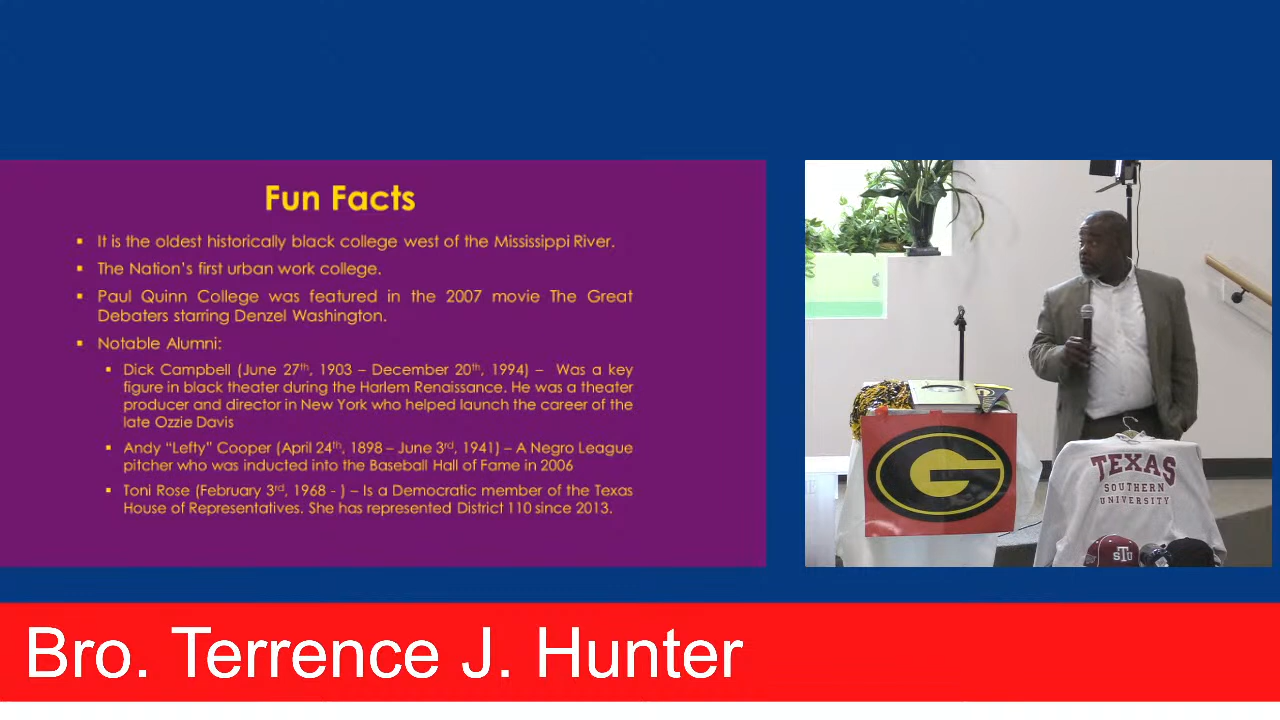 Fun Facts
▪ It is the oldest historically black college west of the Mississippi River.
▪ The Nation's first urban work college.
▪ Paul Quinn College was featured in the 2007 movie The Great
Debaters starring Denzel Washington.
▪ Notable Alumni:
▪ Dick Campbell (June 27th, 1903 – December 20th, 1994) – Was a key
figure in black theater during the Harlem Renaissance. He was a theater
producer and director in New York who helped launch the career of the
late Ozzie Davis
▪ Andy “Lefty” Cooper (April 24th, 1898 – June 3rd, 1941) – A Negro League
pitcher who was inducted into the Baseball Hall of Fame in 2006
▪ Toni Rose (February 3rd, 1968 - ) – Is a Democratic member of the Texas
House of Representatives. She has represented District 110 since 2013.
G
TEXAS
SOUTHERN
UNIVERSITY
STU
Bro. Terrence J. Hunter